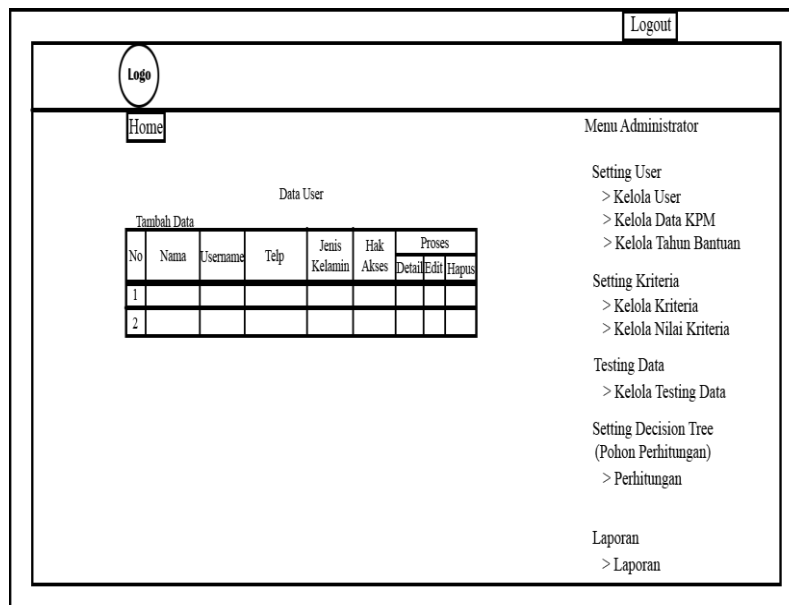 Logout
Logo
Home
Data User
Tambah Data
No Nama Username Telp Jenis Kelamin Hak Akses Proses
Detail Edit Hapus
1
2
Menu Administrator
Setting User
> Kelola User
> Kelola Data KPM
> Kelola Tahun Bantuan
Setting Kriteria
> Kelola Kriteria
> Kelola Nilai Kriteria
Testing Data
> Kelola Testing Data
Setting Decision Tree
(Pohon Perhitungan)
> Perhitungan
Laporan
> Laporan